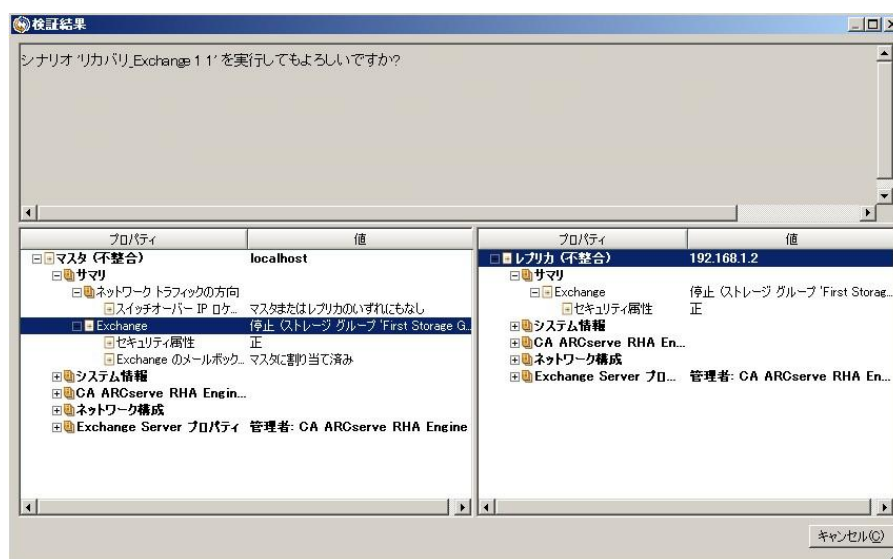 検証結果
シナリオ 'リカバリ_Exchange 1 1' を実行してもよろしいですか?
プロパティ 値
マスタ (不整合) localhost
サマリ
ネットワーク トラフィックの方向
スイッチオーバー IP ロケ... マスタまたはレプリカのいずれにもなし
Exchange 停止 (ストレージ グループ 'First Storage G...
セキュリティ属性 正
Exchange のメールボック... マスタに割り当て済み
システム情報
CA ARCserve RHA Engin...
ネットワーク構成
Exchange Server プロパティ 管理者: CA ARCserve RHA Engine
プロパティ 値
レプリカ (不整合) 192.168.1.2
サマリ
Exchange 停止 (ストレージ グループ 'First Storag...
セキュリティ属性 正
システム情報
CA ARCserve RHA En...
ネットワーク構成
Exchange Server プロ... 管理者: CA ARCserve RHA En...
キャンセル(C)